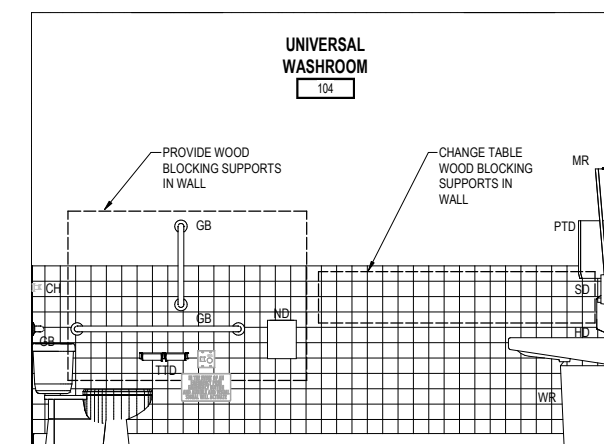 UNIVERSAL
WASHROOM
104
PROVIDE WOOD
BLOCKING SUPPORTS
IN WALL
CHANGE TABLE
WOOD BLOCKING
SUPPORTS IN
WALL
MR
PTD
GB
CH
SD
GB
ND
GB
HD
TTD
WR